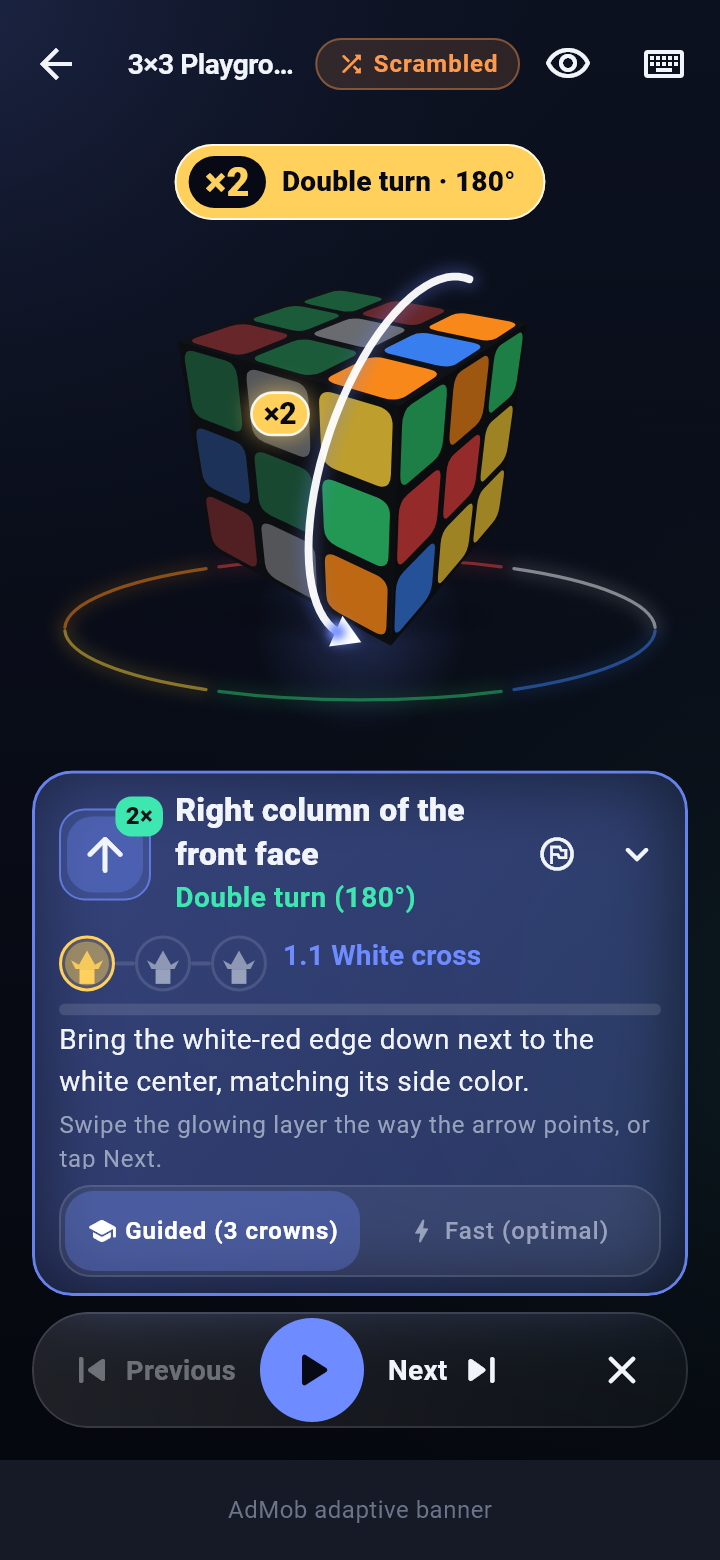 3×3 Playgro...
Scrambled
×2 Double turn · 180°
×2
2×
Right column of the
front face
Double turn (180°)
1.1 White cross
Bring the white-red edge down next to the
white center, matching its side color.
Swipe the glowing layer the way the arrow points, or
tap Next.
Guided (3 crowns)
Fast (optimal)
Previous
Next
AdMob adaptive banner